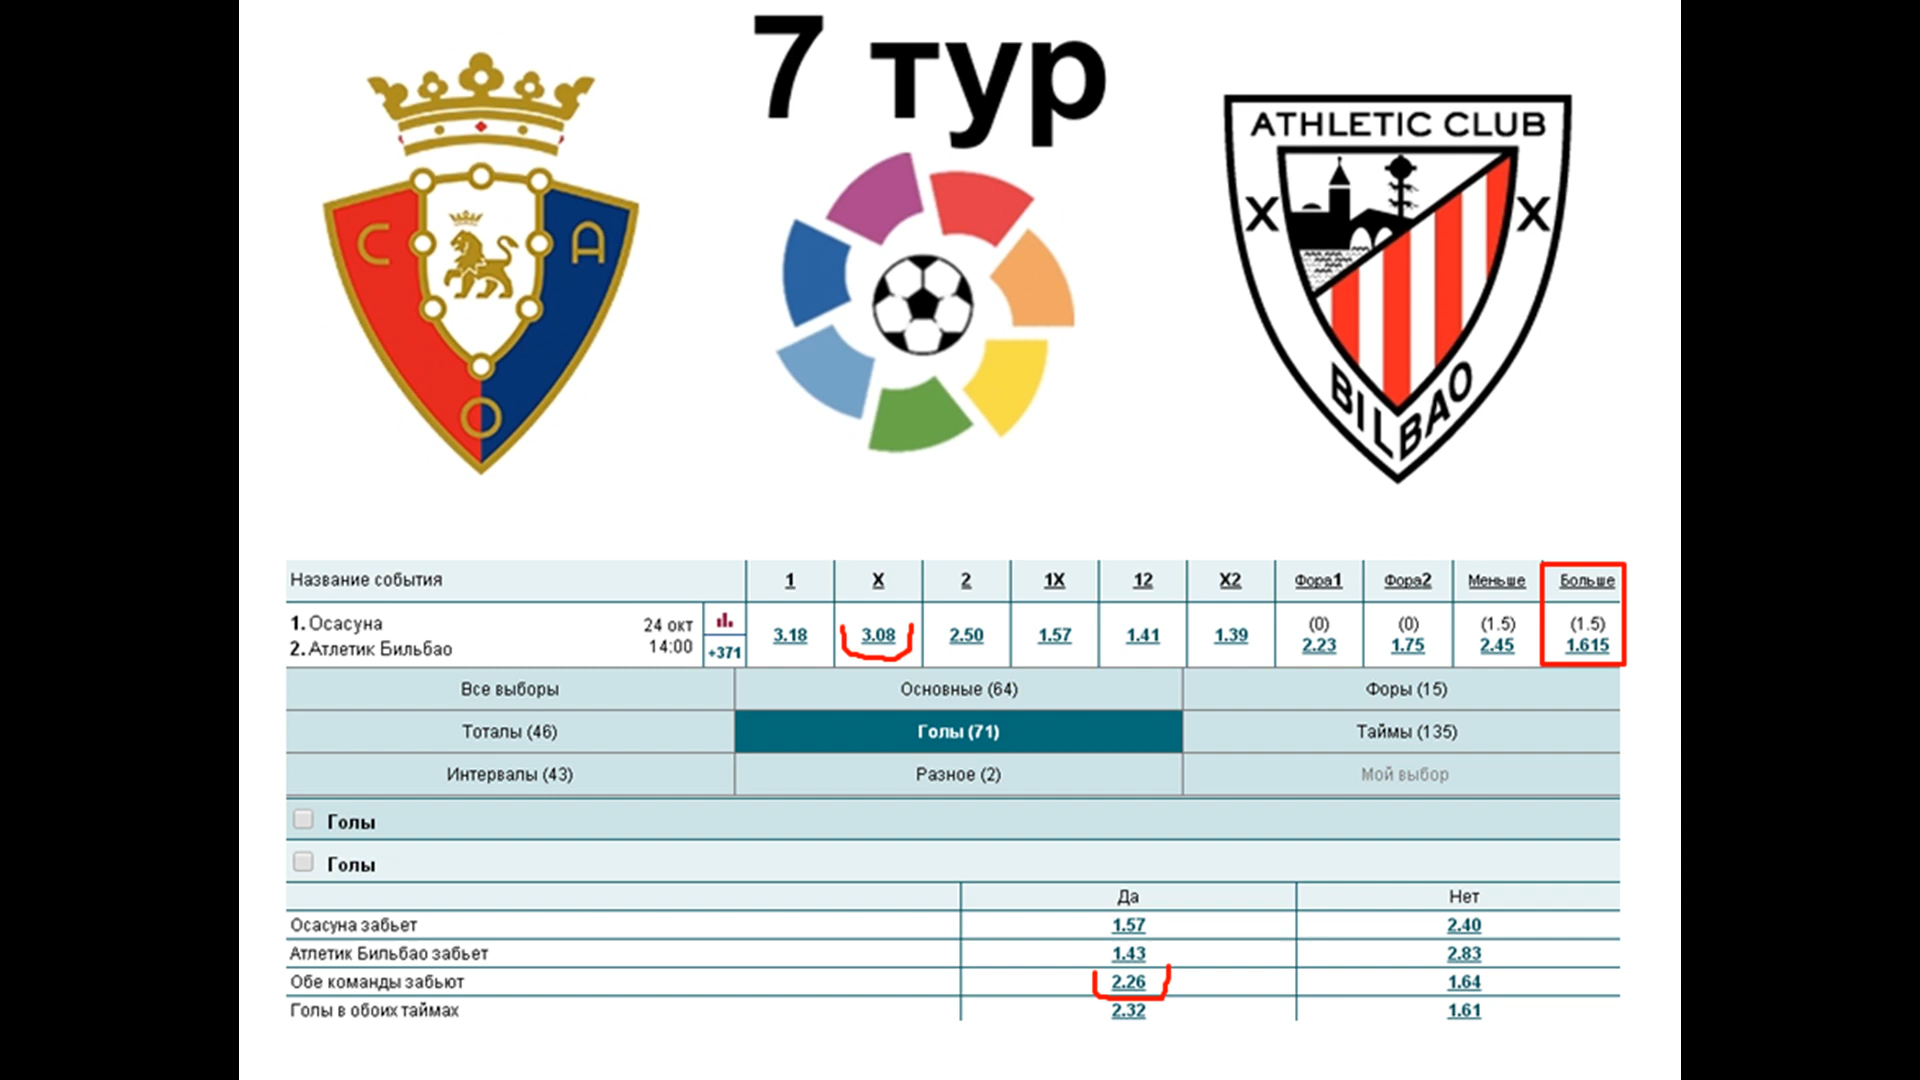 7 тур
C A
O
ATHLETIC CLUB
X X
BILBAO
Название события 1 X 2 1X 12 X2 Фора1 Фора2 Меньше Больше
1. Осасуна 24 окт (0) (0) (1.5) (1.5)
2. Атлетик Бильбао 14:00 +371 3.18 3.08 2.50 1.57 1.41 1.39 2.23 1.75 2.45 1.615
Все выборы Основные (64) Форы (15)
Тоталы (46) Голы (71) Таймы (135)
Интервалы (43) Разное (2) Мой выбор
Голы
Голы
Да Нет
Осасуна забьет 1.57 2.40
Атлетик Бильбао забьет 1.43 2.83
Обе команды забьют 2.26 1.64
Голы в обоих таймах 2.32 1.61